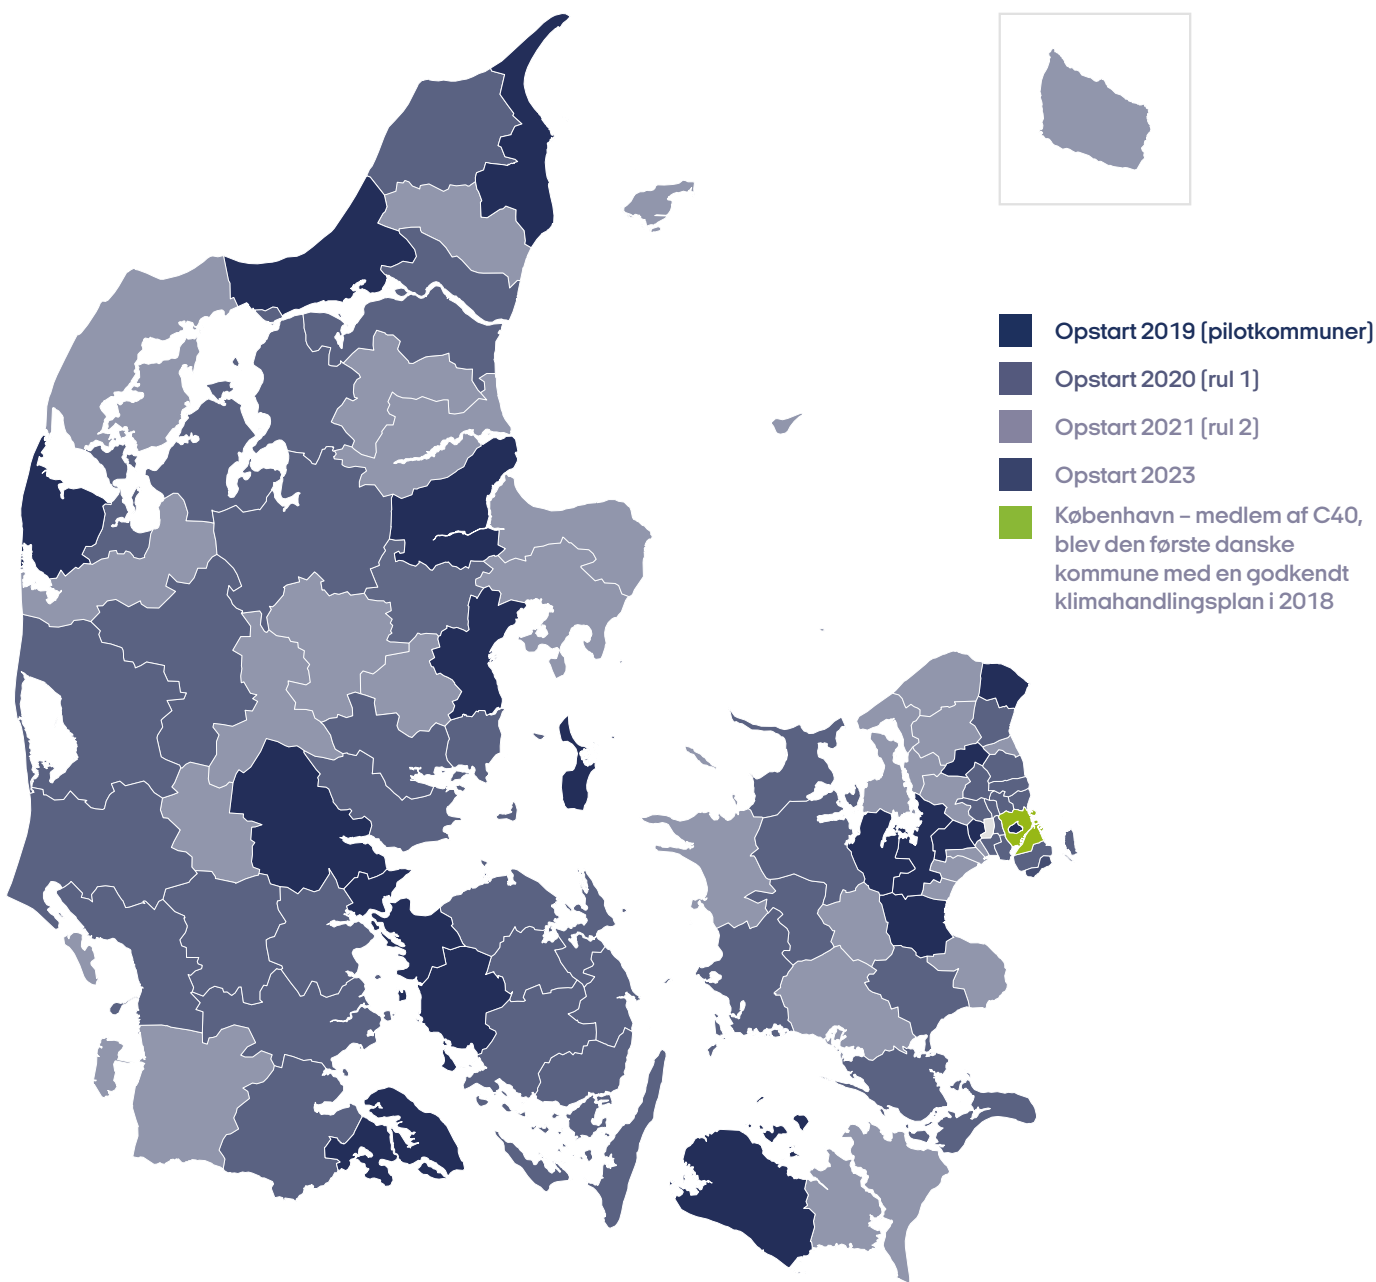 Opstart 2019 (pilotkommuner)
Opstart 2020 (rul 1)
Opstart 2021 (rul 2)
Opstart 2023
København – medlem af C40,
blev den første danske
kommune med en godkendt
klimahandlingsplan i 2018